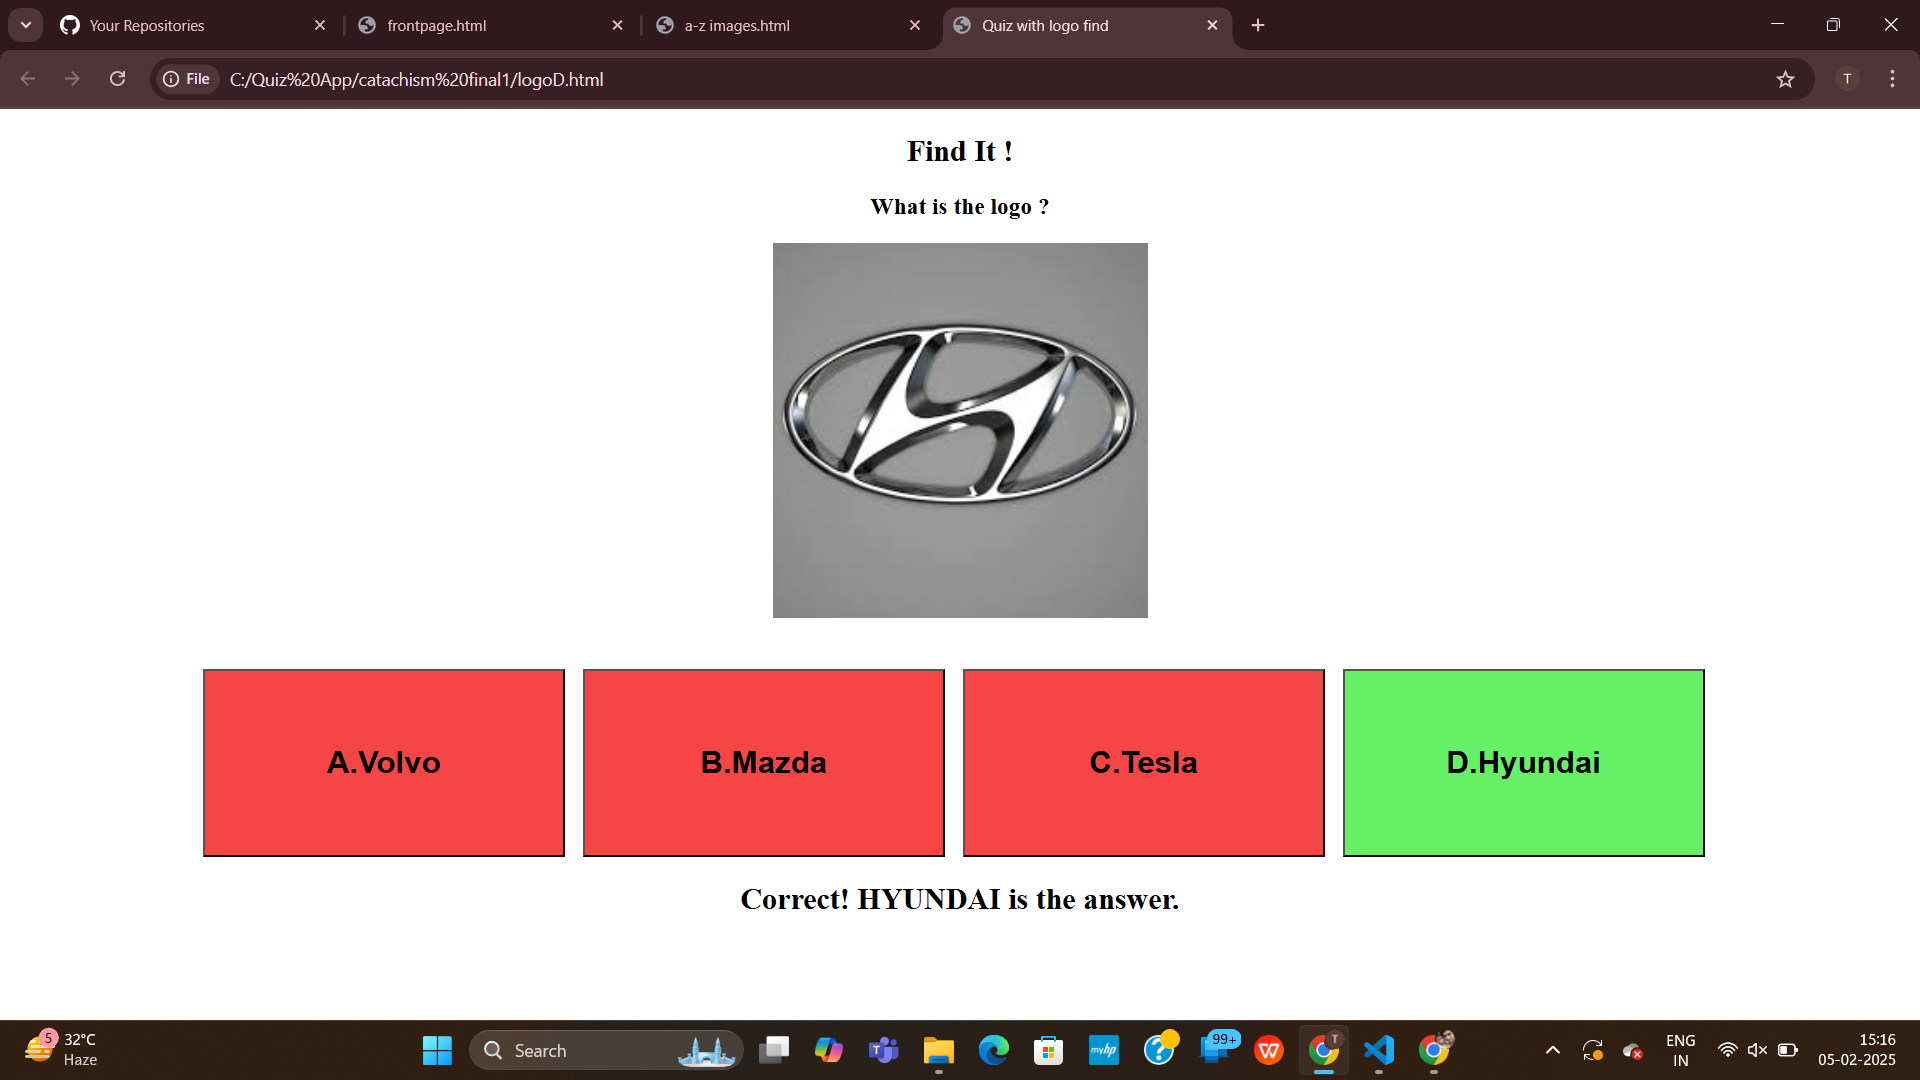 Your Repositories
frontpage.html
a-z images.html
Quiz with logo find
File
C:/Quiz%20App/catachism%20final1/logoD.html
T
Find It !
What is the logo ?
A.Volvo
B.Mazda
C.Tesla
D.Hyundai
Correct! HYUNDAI is the answer.
5
32°C
Haze
Search
T
myhp
?
99+
W
T
ENG
IN
15:16
05-02-2025